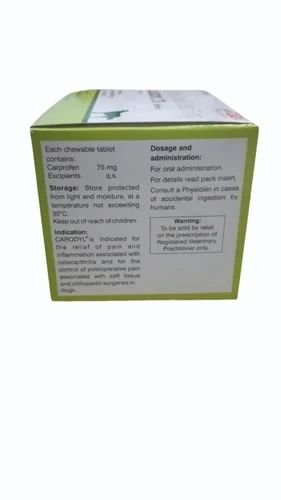 Each chewable tablet
contains:
Carprofen 75 mg
Excipients q.s.
Storage: Store protected
from light and moisture, at a
temperature not exceeding
30°C.
Keep out of reach of children.
Indication:
CARODYL® is indicated for
the relief of pain and
inflammation associated with
osteoarthritis and for the
control of postoperative pain
associated with soft tissue
and orthopedic surgeries in
dogs.
Dosage and
administration:
For oral administration.
For details read pack insert.
Consult a Physician in cases
of accidental ingestion by
humans.
Warning:
To be sold by retail
on the prescription of
Registered Veterinary
Practitioner only.